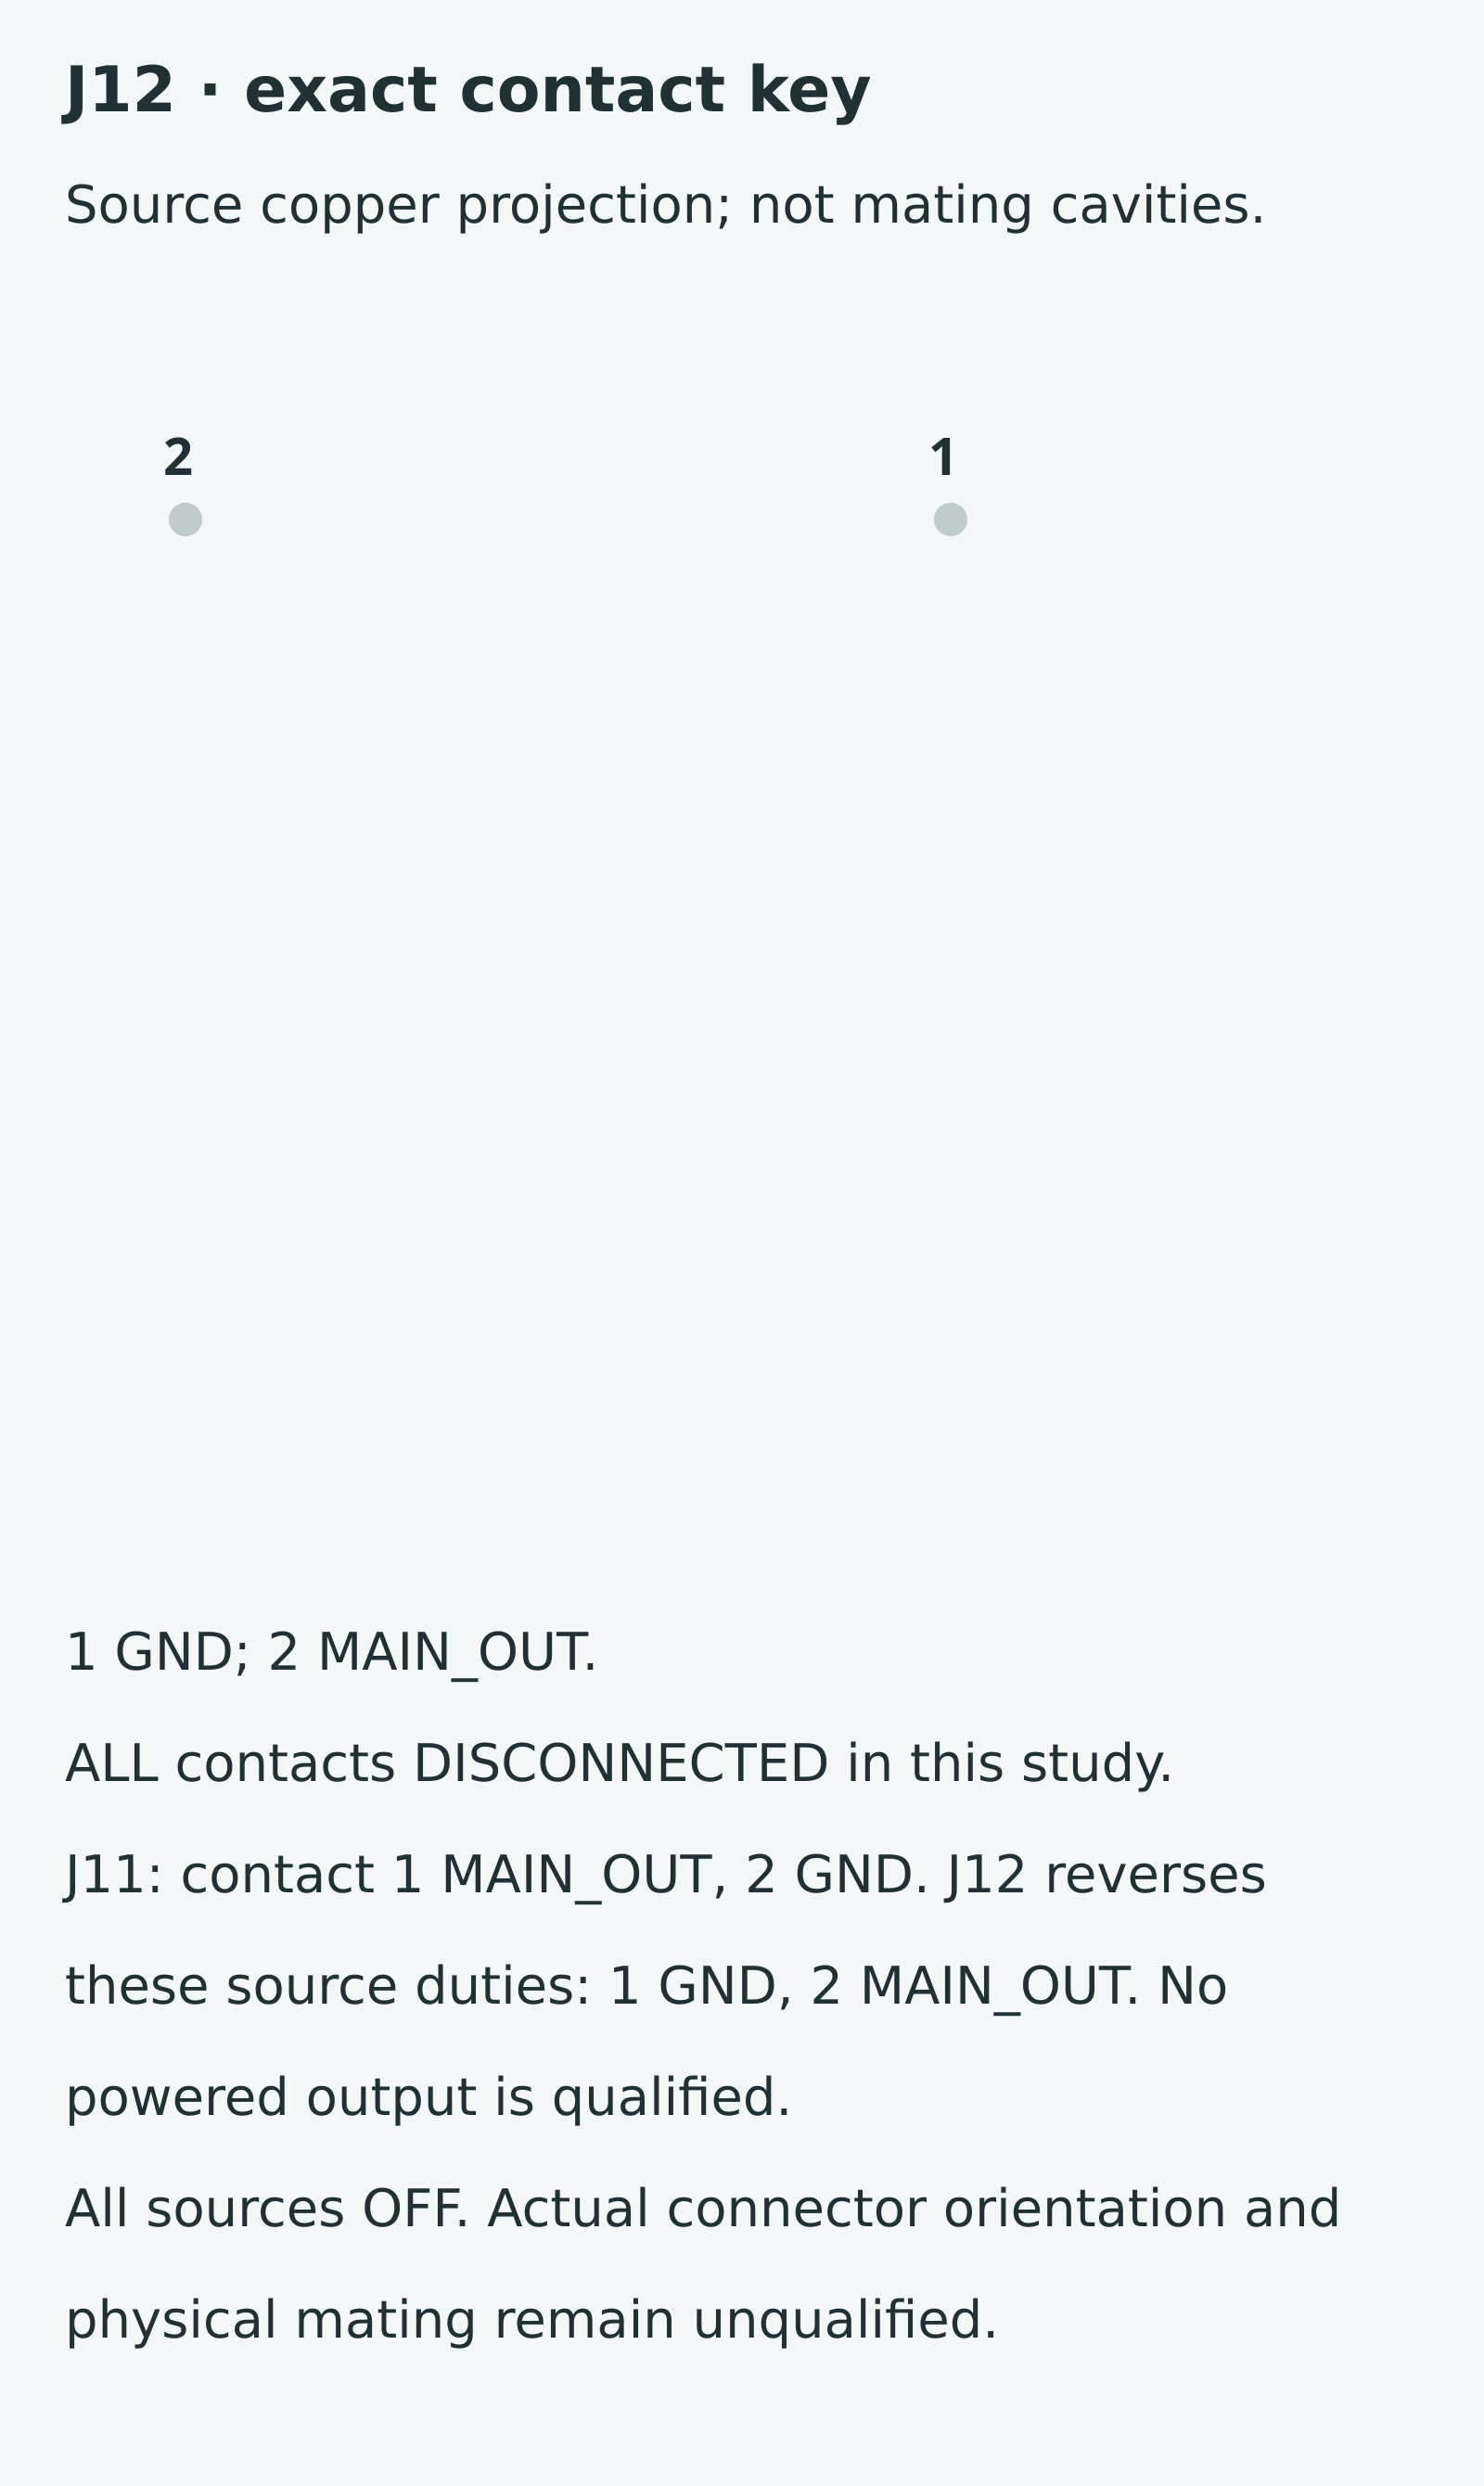 J12 · exact contact key
Source copper projection; not mating cavities.
2 1
1 GND; 2 MAIN_OUT.
ALL contacts DISCONNECTED in this study.
J11: contact 1 MAIN_OUT, 2 GND. J12 reverses
these source duties: 1 GND, 2 MAIN_OUT. No
powered output is qualified.
All sources OFF. Actual connector orientation and
physical mating remain unqualified.